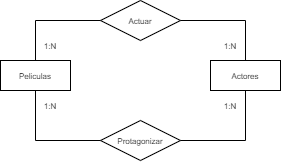 Actuar
1:N
1:N
Peliculas
Actores
1:N
1:N
Protagonizar